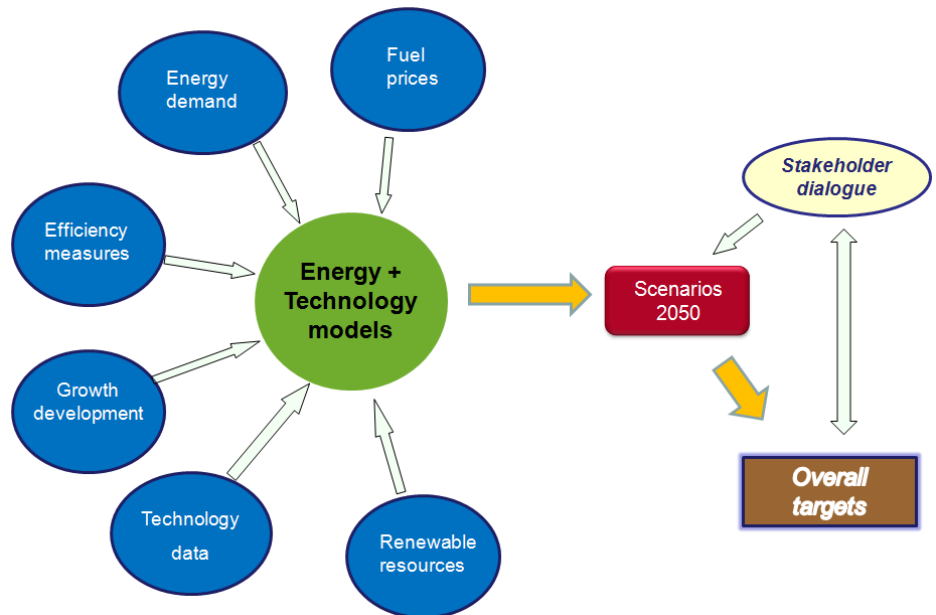 Energy
demand
Fuel
prices
Efficiency
measures
Energy +
Technology
models
Growth
development
Technology
data
Renewable
resources
Stakeholder
dialogue
Scenarios
2050
Overall
targets